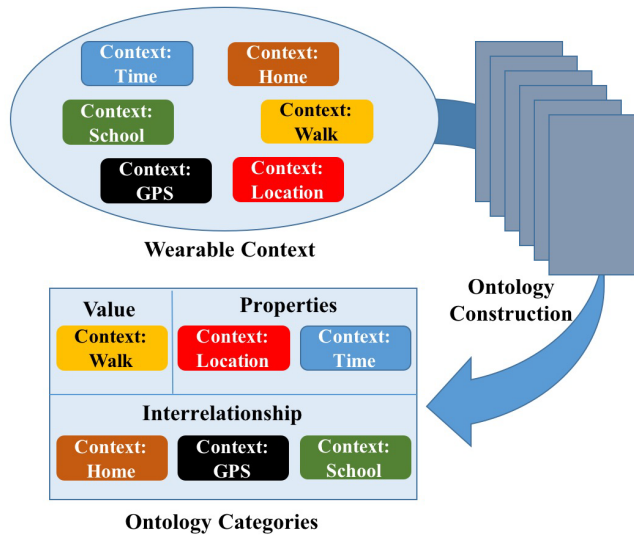 Context:
Time
Context:
Home
Context:
School
Context:
Walk
Context:
GPS
Context:
Location
Wearable Context
Ontology
Construction
Value
Properties
Context:
Walk
Context:
Location
Context:
Time
Interrelationship
Context:
Home
Context:
GPS
Context:
School
Ontology Categories